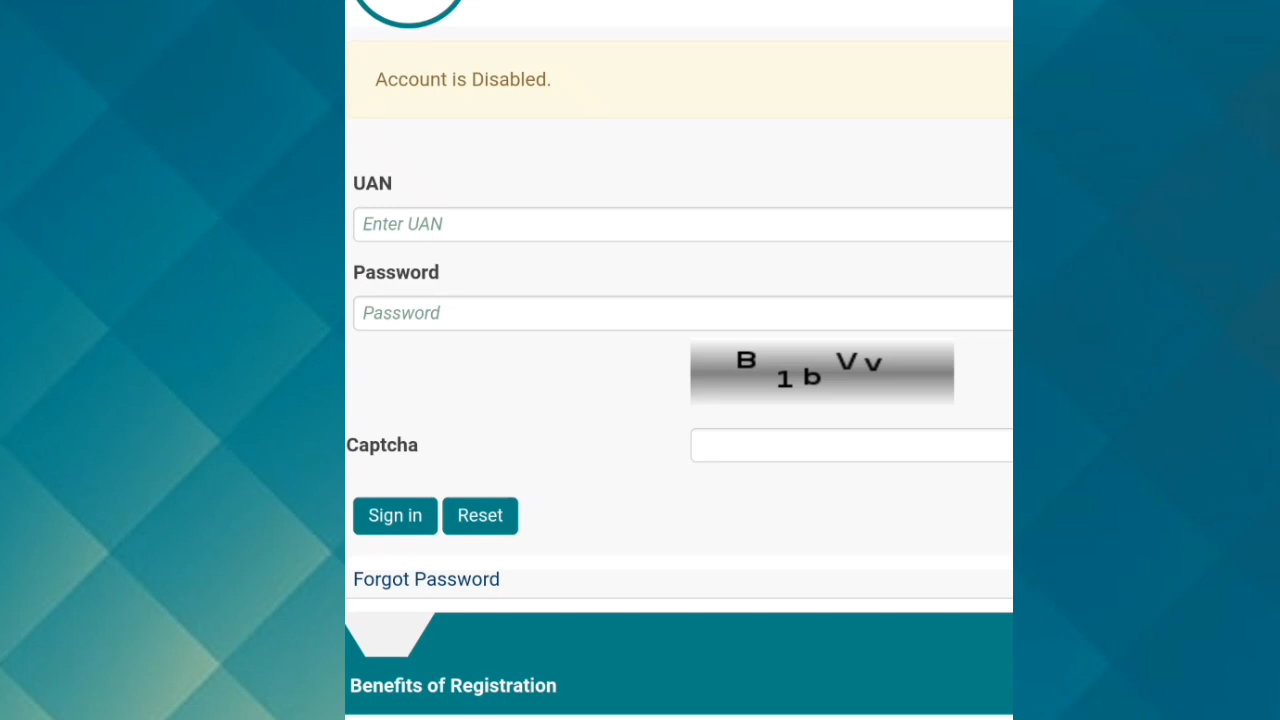 Account is Disabled.
UAN
Enter UAN
Password
Password
B 1 b V v
Captcha
Sign in Reset
Forgot Password
Benefits of Registration